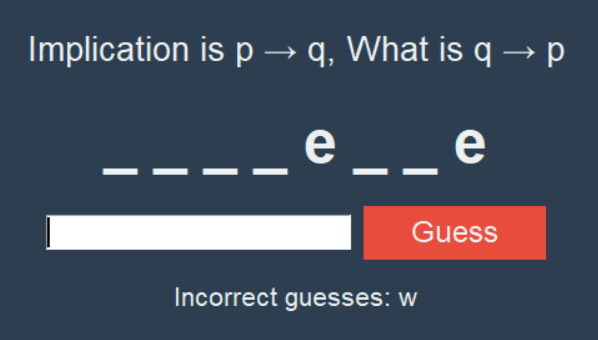 Implication is p → q, What is q → p
_ _ _ _ e _ _ e
Guess
Incorrect guesses: w